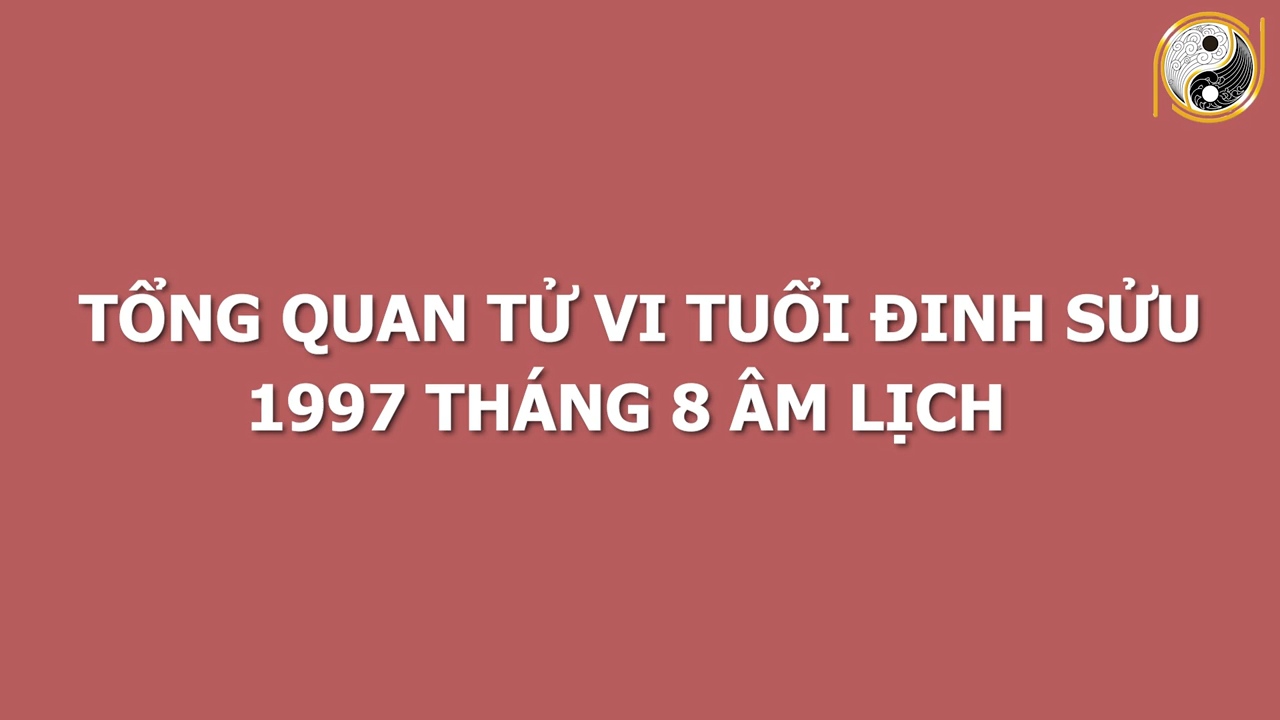 TỔNG QUAN TỬ VI TUỔI ĐINH SỬU
1997 THÁNG 8 ÂM LỊCH